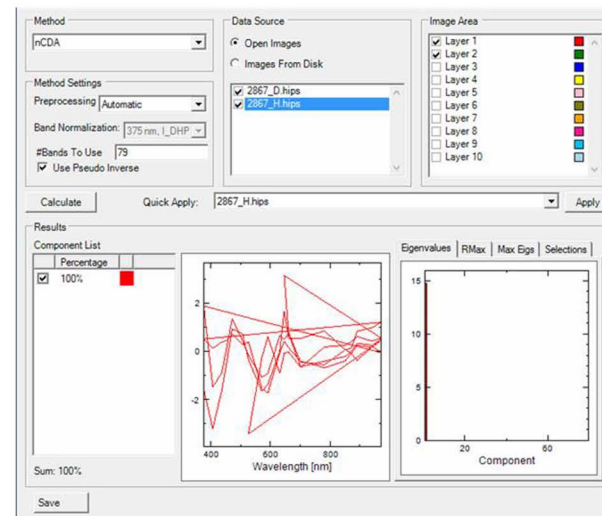 Method
nCDA
Method Settings
Preprocessing Automatic
Band Normalization: 375 nm, I_DHP
#Bands To Use 79
Use Pseudo Inverse
Data Source
Open Images
Images From Disk
2867_D.hips
2867_H.hips
Image Area
Layer 1
Layer 2
Layer 3
Layer 4
Layer 5
Layer 6
Layer 7
Layer 8
Layer 9
Layer 10
Calculate Quick Apply: 2867_H.hips Apply
Results
Component List
Percentage
100%
Sum: 100%
2
0
-2
400 600 800
Wavelength [nm]
Eigenvalues RMax Max Eigs Selections
15
10
5
0
20 60
Component
Save